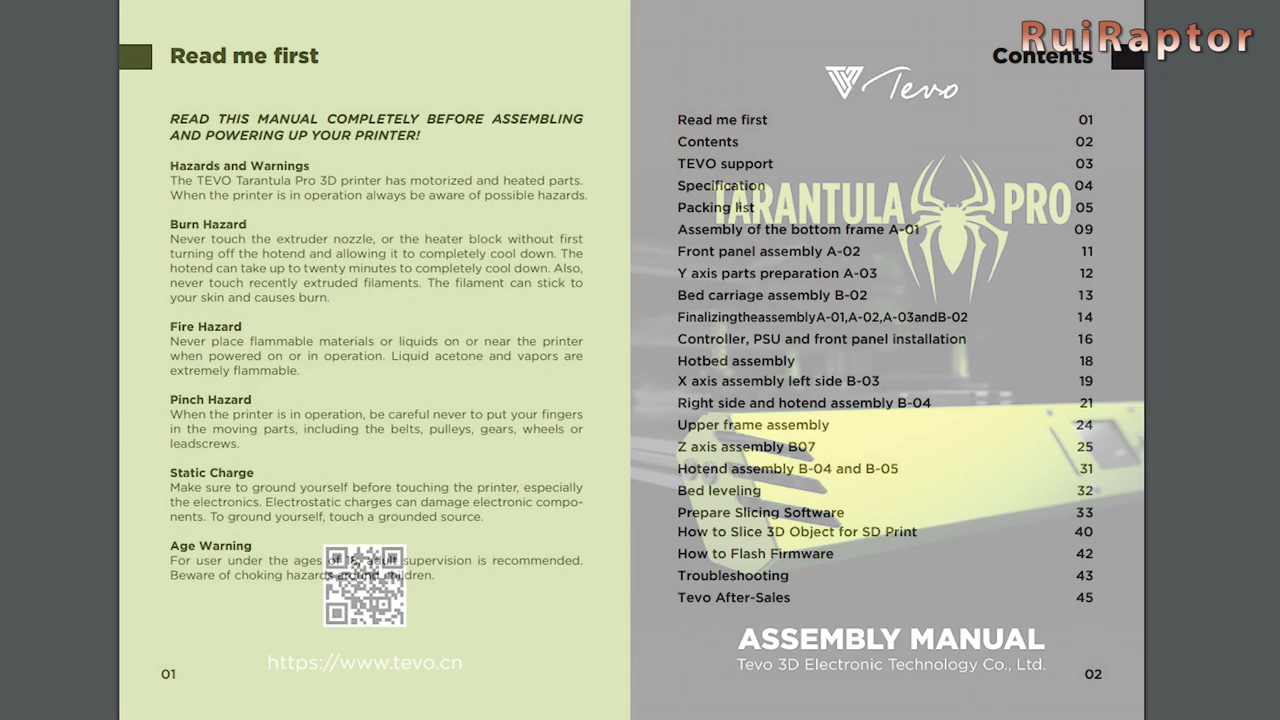 RuiRaptor
Read me first
READ THIS MANUAL COMPLETELY BEFORE ASSEMBLING
AND POWERING UP YOUR PRINTER!
Hazards and Warnings
The TEVO Tarantula Pro 3D printer has motorized and heated parts.
When the printer is in operation always be aware of possible hazards.
Burn Hazard
Never touch the extruder nozzle, or the heater block without first
turning off the hotend and allowing it to completely cool down. The
hotend can take up to twenty minutes to completely cool down. Also,
never touch recently extruded filaments. The filament can stick to
your skin and causes burn.
Fire Hazard
Never place flammable materials or liquids on or near the printer
when powered on or in operation. Liquid acetone and vapors are
extremely flammable.
Pinch Hazard
When the printer is in operation, be careful never to put your fingers
in the moving parts, including the belts, pulleys, gears, wheels or
leadscrews.
Static Charge
Make sure to ground yourself before touching the printer, especially
the electronics. Electrostatic charges can damage electronic compo-
nents. To ground yourself, touch a grounded source.
Age Warning
For user under the ages of 18, adult supervision is recommended.
Beware of choking hazards around children.
https://www.tevo.cn
01
Contents
Tevo
TARANTULA PRO
Read me first 01
Contents 02
TEVO support 03
Specification 04
Packing list 05
Assembly of the bottom frame A-01 09
Front panel assembly A-02 11
Y axis parts preparation A-03 12
Bed carriage assembly B-02 13
FinalizingtheassemblyA-01,A-02,A-03andB-02 14
Controller, PSU and front panel installation 16
Hotbed assembly 18
X axis assembly left side B-03 19
Right side and hotend assembly B-04 21
Upper frame assembly 24
Z axis assembly B07 25
Hotend assembly B-04 and B-05 31
Bed leveling 32
Prepare Slicing Software 33
How to Slice 3D Object for SD Print 40
How to Flash Firmware 42
Troubleshooting 43
Tevo After-Sales 45
ASSEMBLY MANUAL
Tevo 3D Electronic Technology Co., Ltd.
02